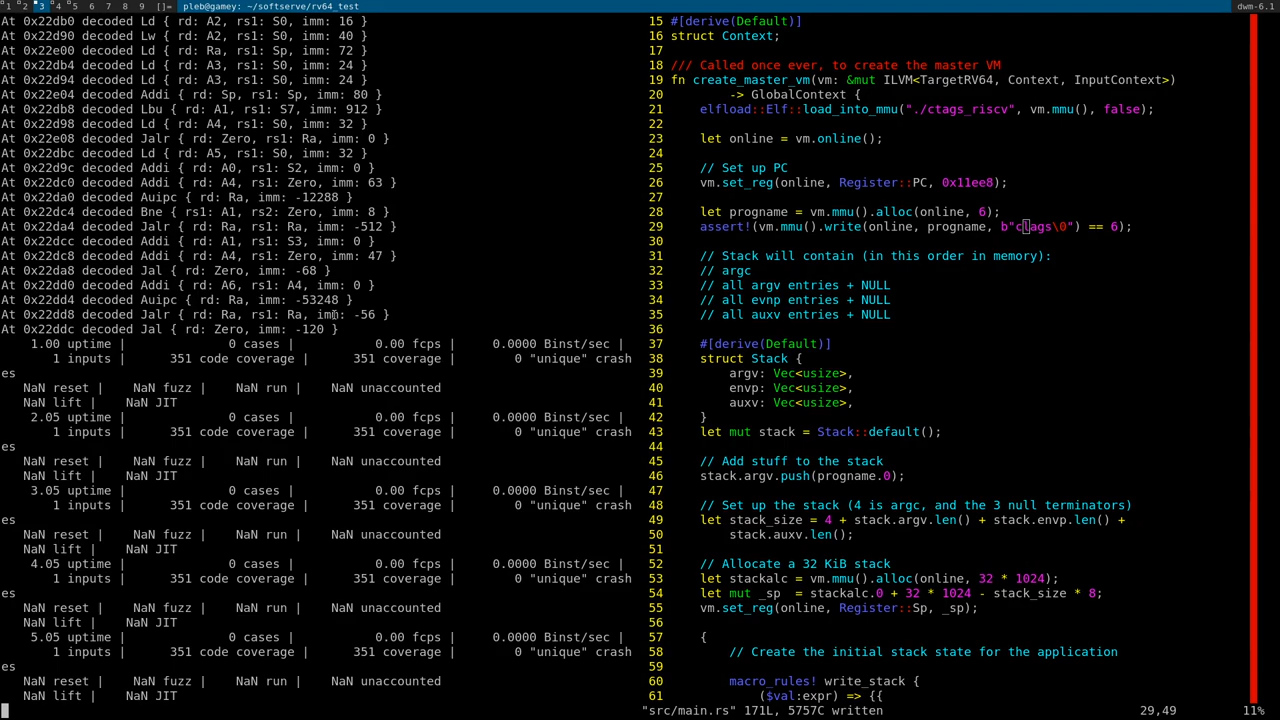 1 2 3 4 5 6 7 8 9 []= pleb@gamey: ~/softserve/rv64_test dwm-6.1
At 0x22db0 decoded Ld { rd: A2, rs1: S0, imm: 16 }
At 0x22d90 decoded Lw { rd: A2, rs1: S0, imm: 40 }
At 0x22e00 decoded Ld { rd: Ra, rs1: Sp, imm: 72 }
At 0x22db4 decoded Ld { rd: A3, rs1: S0, imm: 24 }
At 0x22d94 decoded Ld { rd: A3, rs1: S0, imm: 24 }
At 0x22e04 decoded Addi { rd: Sp, rs1: Sp, imm: 80 }
At 0x22db8 decoded Lbu { rd: A1, rs1: S7, imm: 912 }
At 0x22d98 decoded Ld { rd: A4, rs1: S0, imm: 32 }
At 0x22e08 decoded Jalr { rd: Zero, rs1: Ra, imm: 0 }
At 0x22dbc decoded Ld { rd: A5, rs1: S0, imm: 32 }
At 0x22d9c decoded Addi { rd: A0, rs1: S2, imm: 0 }
At 0x22dc0 decoded Addi { rd: A4, rs1: Zero, imm: 63 }
At 0x22da0 decoded Auipc { rd: Ra, imm: -12288 }
At 0x22dc4 decoded Bne { rs1: A1, rs2: Zero, imm: 8 }
At 0x22da4 decoded Jalr { rd: Ra, rs1: Ra, imm: -512 }
At 0x22dcc decoded Addi { rd: A1, rs1: S3, imm: 0 }
At 0x22dc8 decoded Addi { rd: A4, rs1: Zero, imm: 47 }
At 0x22da8 decoded Jal { rd: Zero, imm: -68 }
At 0x22dd0 decoded Addi { rd: A6, rs1: A4, imm: 0 }
At 0x22dd4 decoded Auipc { rd: Ra, imm: -53248 }
At 0x22dd8 decoded Jalr { rd: Ra, rs1: Ra, imm: -56 }
At 0x22ddc decoded Jal { rd: Zero, imm: -120 }
1.00 uptime | 0 cases | 0.00 fcps | 0.0000 Binst/sec |
1 inputs | 351 code coverage | 351 coverage | 0 "unique" crash
es
NaN reset | NaN fuzz | NaN run | NaN unaccounted
NaN lift | NaN JIT
2.05 uptime | 0 cases | 0.00 fcps | 0.0000 Binst/sec |
1 inputs | 351 code coverage | 351 coverage | 0 "unique" crash
es
NaN reset | NaN fuzz | NaN run | NaN unaccounted
NaN lift | NaN JIT
3.05 uptime | 0 cases | 0.00 fcps | 0.0000 Binst/sec |
1 inputs | 351 code coverage | 351 coverage | 0 "unique" crash
es
NaN reset | NaN fuzz | NaN run | NaN unaccounted
NaN lift | NaN JIT
4.05 uptime | 0 cases | 0.00 fcps | 0.0000 Binst/sec |
1 inputs | 351 code coverage | 351 coverage | 0 "unique" crash
es
NaN reset | NaN fuzz | NaN run | NaN unaccounted
NaN lift | NaN JIT
5.05 uptime | 0 cases | 0.00 fcps | 0.0000 Binst/sec |
1 inputs | 351 code coverage | 351 coverage | 0 "unique" crash
es
NaN reset | NaN fuzz | NaN run | NaN unaccounted
NaN lift | NaN JIT
15 #[derive(Default)]
16 struct Context;
17
18 /// Called once ever, to create the master VM
19 fn create_master_vm(vm: &mut ILVM<TargetRV64, Context, InputContext>)
20 -> GlobalContext {
21 elfload::Elf::load_into_mmu("./ctags_riscv", vm.mmu(), false);
22
23 let online = vm.online();
24
25 // Set up PC
26 vm.set_reg(online, Register::PC, 0x11ee8);
27
28 let progname = vm.mmu().alloc(online, 6);
29 assert!(vm.mmu().write(online, progname, b"clags\0") == 6);
30
31 // Stack will contain (in this order in memory):
32 // argc
33 // all argv entries + NULL
34 // all evnp entries + NULL
35 // all auxv entries + NULL
36
37 #[derive(Default)]
38 struct Stack {
39 argv: Vec<usize>,
40 envp: Vec<usize>,
41 auxv: Vec<usize>,
42 }
43 let mut stack = Stack::default();
44
45 // Add stuff to the stack
46 stack.argv.push(progname.0);
47
48 // Set up the stack (4 is argc, and the 3 null terminators)
49 let stack_size = 4 + stack.argv.len() + stack.envp.len() +
50 stack.auxv.len();
51
52 // Allocate a 32 KiB stack
53 let stackalc = vm.mmu().alloc(online, 32 * 1024);
54 let mut _sp = stackalc.0 + 32 * 1024 - stack_size * 8;
55 vm.set_reg(online, Register::Sp, _sp);
56
57 {
58 // Create the initial stack state for the application
59
60 macro_rules! write_stack {
61 ($val:expr) => {{
"src/main.rs" 171L, 5757C written 29,49 11%